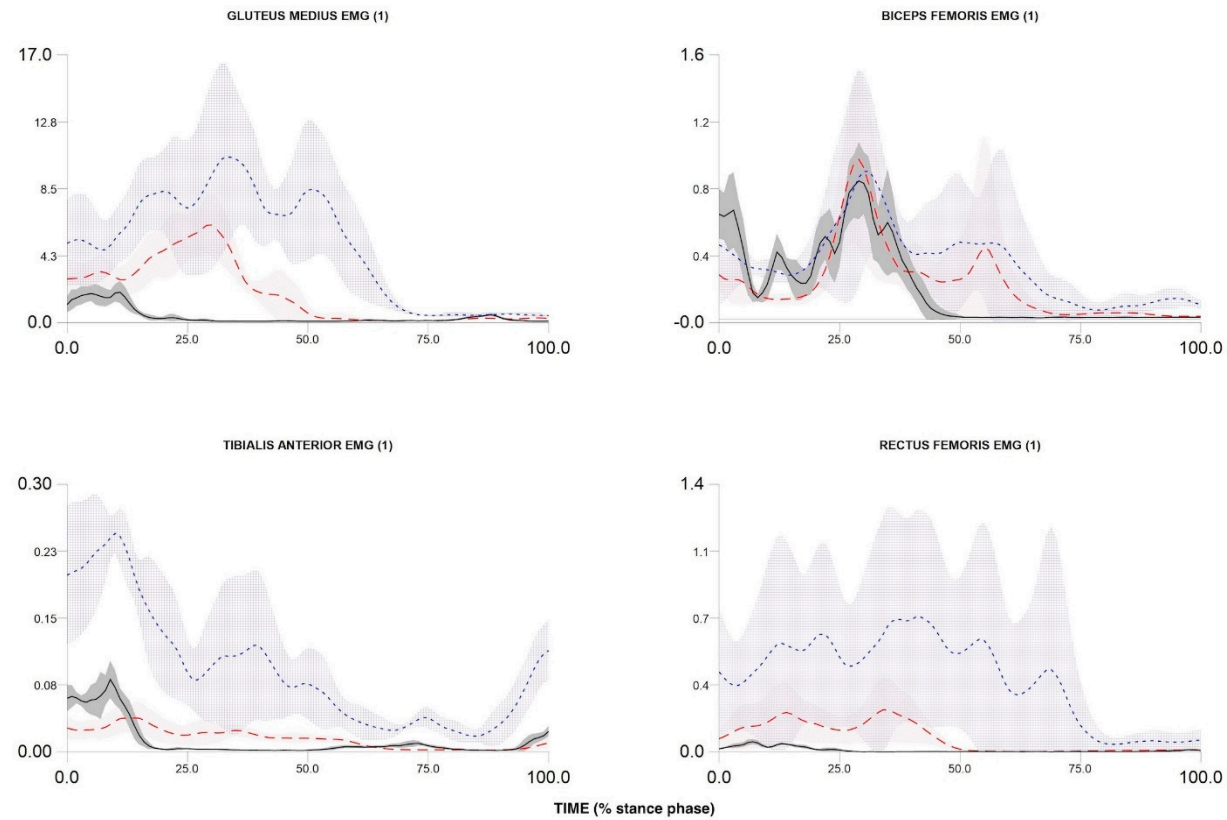 GLUTEUS MEDIUS EMG (1)
17.0
12.8
8.5
4.3
0.0
0.0 25.0 50.0 75.0 100.0
BICEPS FEMORIS EMG (1)
1.6
1.2
0.8
0.4
-0.0
0.0 25.0 50.0 75.0 100.0
TIBIALIS ANTERIOR EMG (1)
0.30
0.23
0.15
0.08
0.00
0.0 25.0 50.0 75.0 100.0
RECTUS FEMORIS EMG (1)
1.4
1.1
0.7
0.4
0.0
0.0 25.0 50.0 75.0 100.0
TIME (% stance phase)